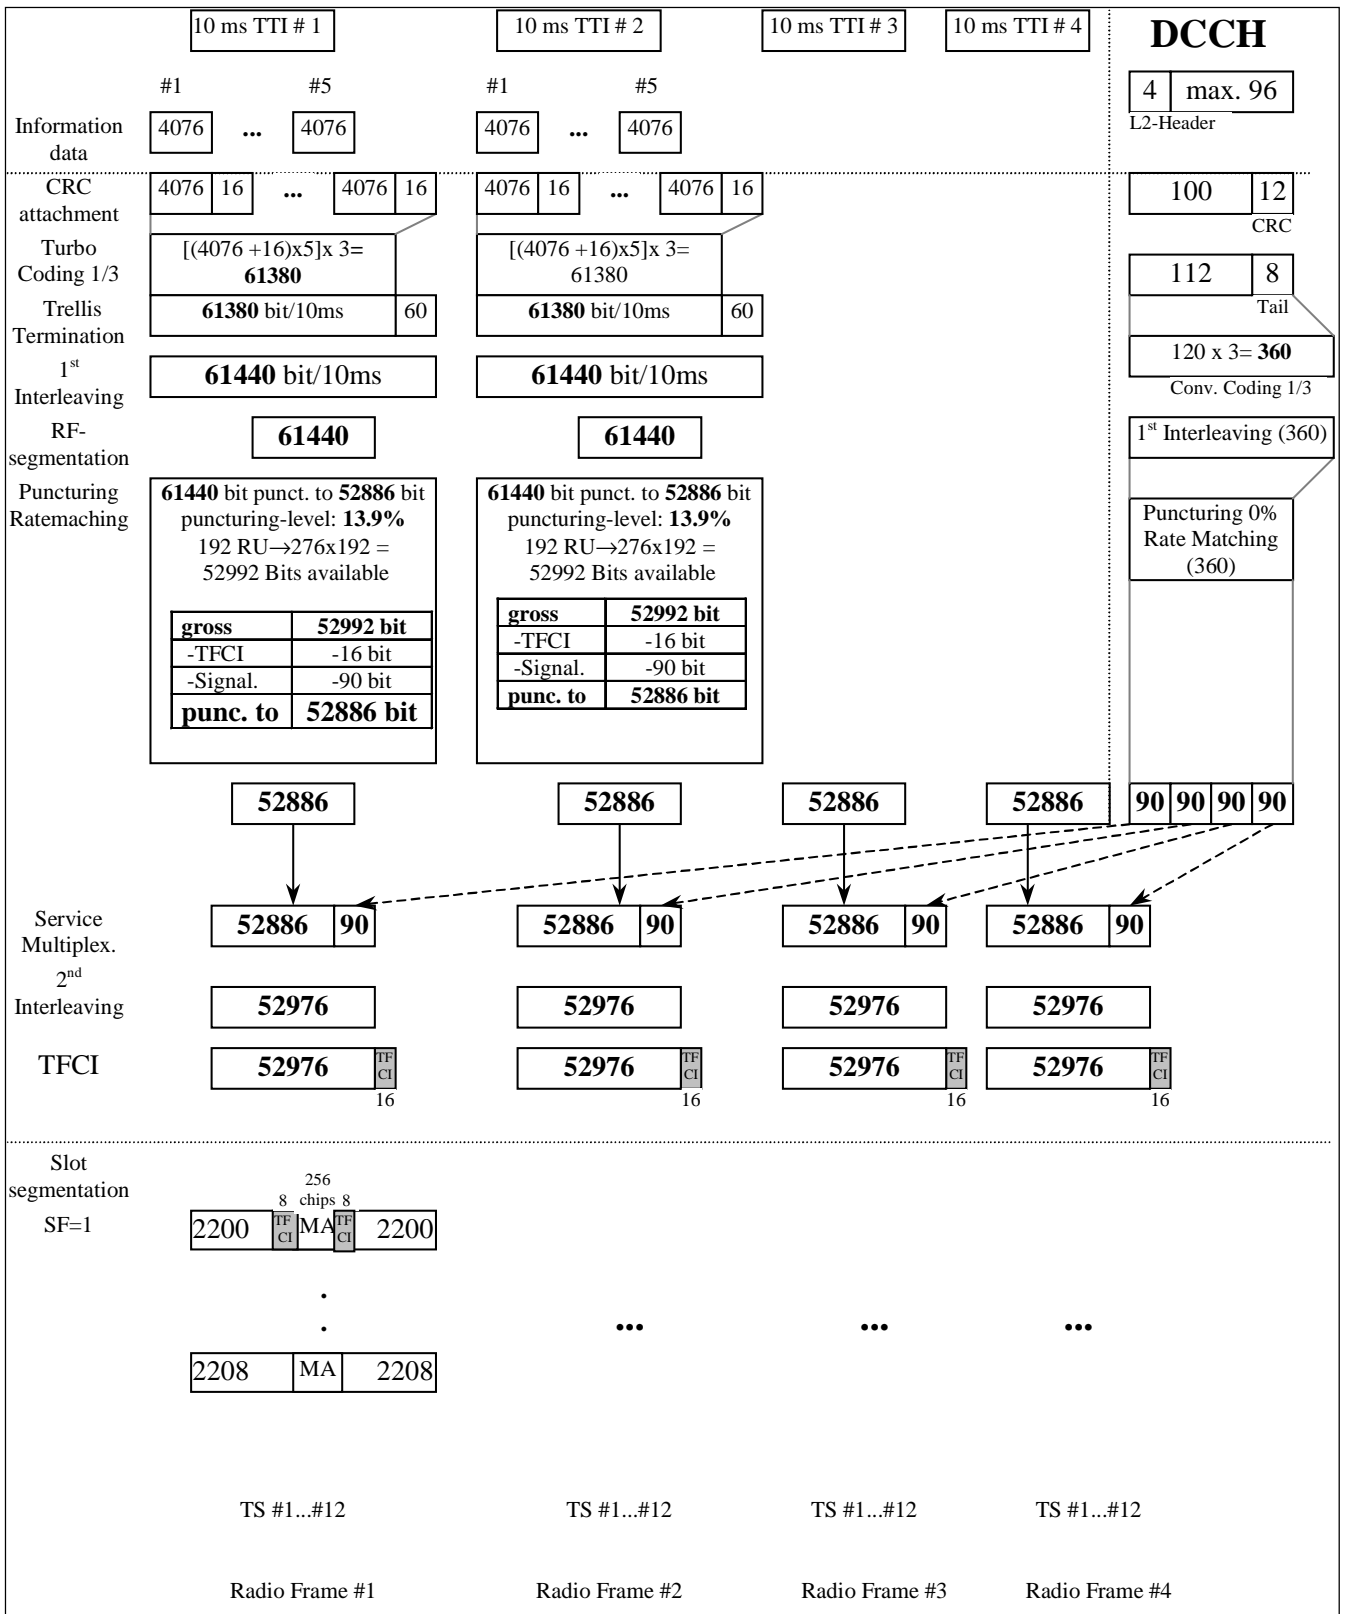 10 ms TTI # 1 10 ms TTI # 2 10 ms TTI # 3 10 ms TTI # 4 DCCH
#1 #5 #1 #5
4 max. 96
L2-Header
Information
data
4076 ... 4076 4076 ... 4076
CRC
attachment
4076 16 ... 4076 16 4076 16 ... 4076 16 100 12
CRC
Turbo
Coding 1/3
[(4076 +16)x5]x 3=
61380
[(4076 +16)x5]x 3=
61380
112 8
Tail
Trellis
Termination
61380 bit/10ms 60 61380 bit/10ms 60
120 x 3= 360
Conv. Coding 1/3
1st
Interleaving
61440 bit/10ms 61440 bit/10ms
RF-
segmentation
61440 61440 1st Interleaving (360)
Puncturing
Ratemaching
61440 bit punct. to 52886 bit
puncturing-level: 13.9%
192 RU→276x192 =
52992 Bits available
gross 52992 bit
-TFCI -16 bit
-Signal. -90 bit
punc. to 52886 bit
61440 bit punct. to 52886 bit
puncturing-level: 13.9%
192 RU→276x192 =
52992 Bits available
gross 52992 bit
-TFCI -16 bit
-Signal. -90 bit
punc. to 52886 bit
Puncturing 0%
Rate Matching
(360)
52886 52886 52886 52886 90 90 90 90
Service
Multiplex.
52886 90 52886 90 52886 90 52886 90
2nd
Interleaving
52976 52976 52976 52976
TFCI
52976 TF CI 52976 TF CI 52976 TF CI 52976 TF CI
16 16 16 16
Slot
segmentation
SF=1
256
8 chips 8
2200 TF CI MA TF CI 2200
.
.
... ... ...
2208 MA 2208
TS #1...#12 TS #1...#12 TS #1...#12 TS #1...#12
Radio Frame #1 Radio Frame #2 Radio Frame #3 Radio Frame #4